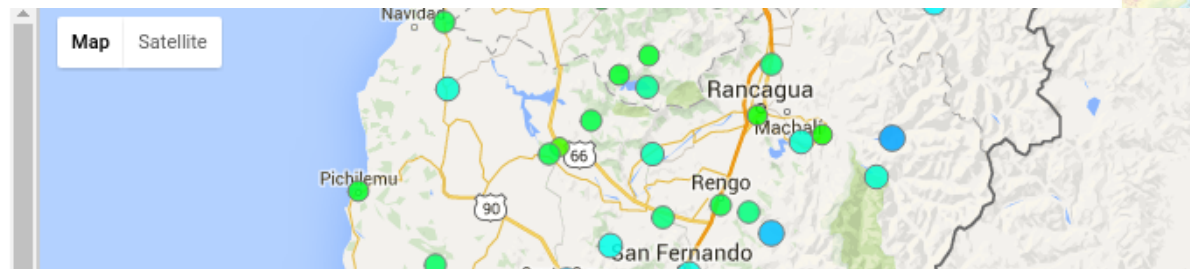 Navidad
Map Satellite
Rancagua
Machalí
66
Pichilemu
Rengo
90
San Fernando